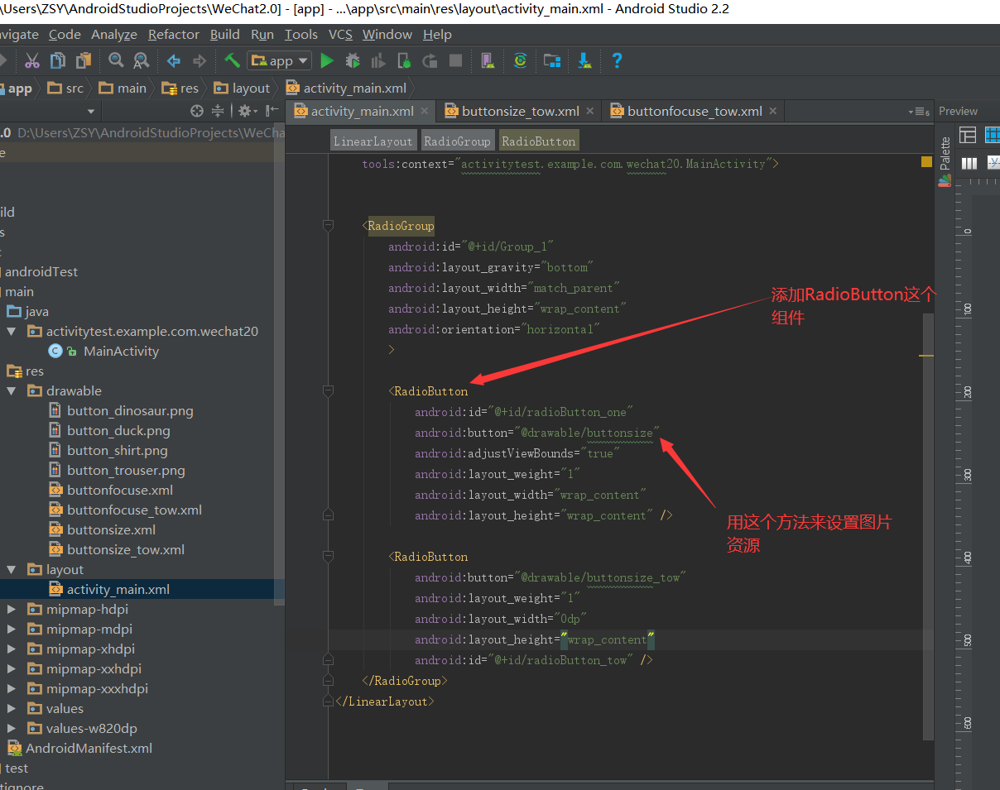 \Users\ZSY\AndroidStudioProjects\WeChat2.0] - [app] - ...\app\src\main\res\layout\activity_main.xml - Android Studio 2.2
avigate Code Analyze Refactor Build Run Tools VCS Window Help
app
app src main res layout activity_main.xml
activity_main.xml buttonsize_tow.xml buttonfocuse_tow.xml 6 Preview
.0 D:\Users\ZSY\AndroidStudioProjects\WeCha
e
ild
s
androidTest
main
java
activitytest.example.com.wechat20
MainActivity
res
drawable
button_dinosaur.png
button_duck.png
button_shirt.png
button_trouser.png
buttonfocuse.xml
buttonfocuse_tow.xml
buttonsize.xml
buttonsize_tow.xml
layout
activity_main.xml
mipmap-hdpi
mipmap-mdpi
mipmap-xhdpi
mipmap-xxhdpi
mipmap-xxxhdpi
values
values-w820dp
AndroidManifest.xml
test
tignore
LinearLayout RadioGroup RadioButton
tools:context="activitytest.example.com.wechat20.MainActivity">
<RadioGroup
android:id="@+id/Group_1"
android:layout_gravity="bottom"
android:layout_width="match_parent"
android:layout_height="wrap_content"
android:orientation="horizontal"
>
<RadioButton
android:id="@+id/radioButton_one"
android:button="@drawable/buttonsize"
android:adjustViewBounds="true"
android:layout_weight="1"
android:layout_width="wrap_content"
android:layout_height="wrap_content" />
<RadioButton
android:button="@drawable/buttonsize_tow"
android:layout_weight="1"
android:layout_width="0dp"
android:layout_height="wrap_content"
android:id="@+id/radioButton_tow" />
</RadioGroup>
</LinearLayout>
添加RadioButton这个
组件
用这个方法来设置图片
资源
Palette
0
100
200
300
400
500
600